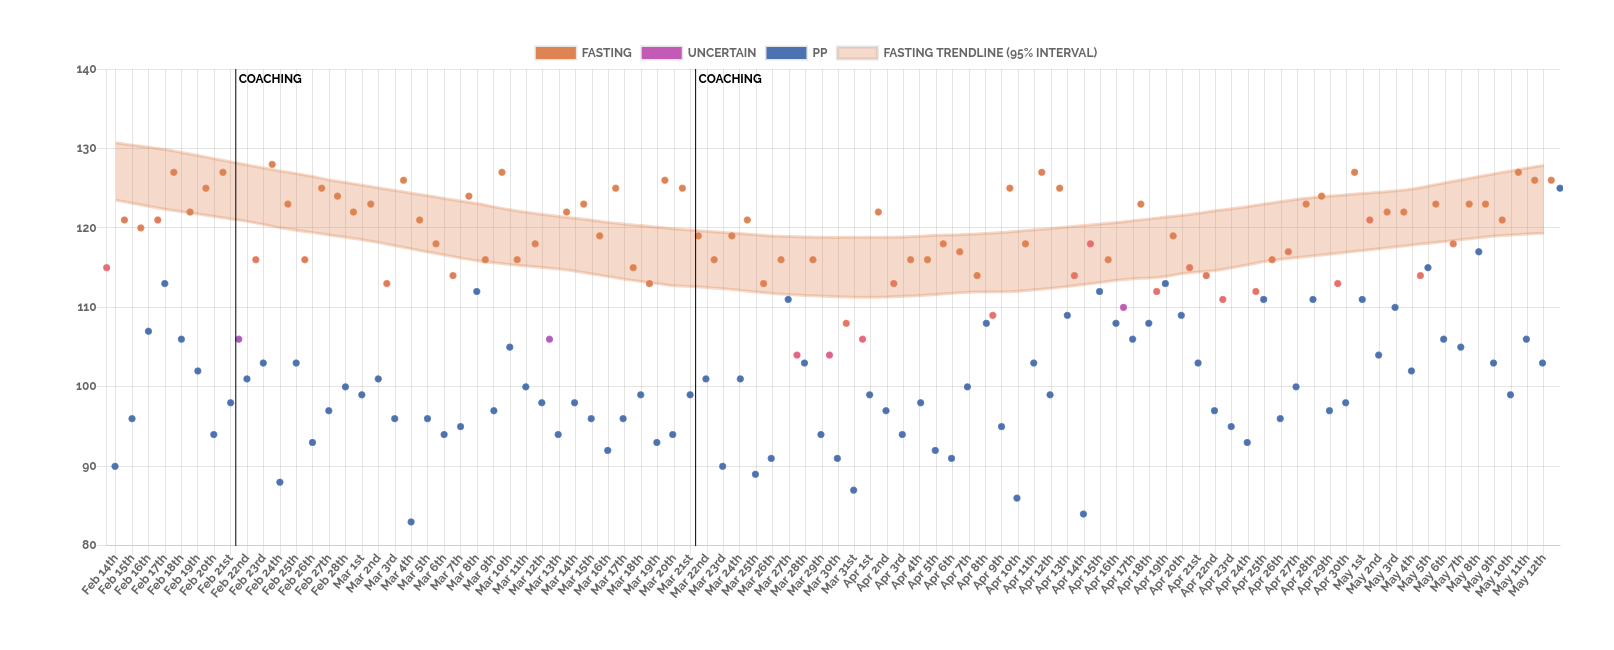 FASTING UNCERTAIN PP FASTING TRENDLINE (95% INTERVAL)
140
COACHING COACHING
130
120
110
100
90
80
Feb 14th Feb 15th Feb 16th Feb 17th Feb 18th Feb 19th Feb 20th Feb 21st Feb 22nd Feb 23rd Feb 24th Feb 25th Feb 26th Feb 27th Feb 28th Mar 1st Mar 2nd Mar 3rd Mar 4th Mar 5th Mar 6th Mar 7th Mar 8th Mar 9th Mar 10th Mar 11th Mar 12th Mar 13th Mar 14th Mar 15th Mar 16th Mar 17th Mar 18th Mar 19th Mar 20th Mar 21st Mar 22nd Mar 23rd Mar 24th Mar 25th Mar 26th Mar 27th Mar 28th Mar 29th Mar 30th Mar 31st Apr 1st Apr 2nd Apr 3rd Apr 4th Apr 5th Apr 6th Apr 7th Apr 8th Apr 9th Apr 10th Apr 11th Apr 12th Apr 13th Apr 14th Apr 15th Apr 16th Apr 17th Apr 18th Apr 19th Apr 20th Apr 21st Apr 22nd Apr 23rd Apr 24th Apr 25th Apr 26th Apr 27th Apr 28th Apr 29th Apr 30th May 1st May 2nd May 3rd May 4th May 5th May 6th May 7th May 8th May 9th May 10th May 11th May 12th